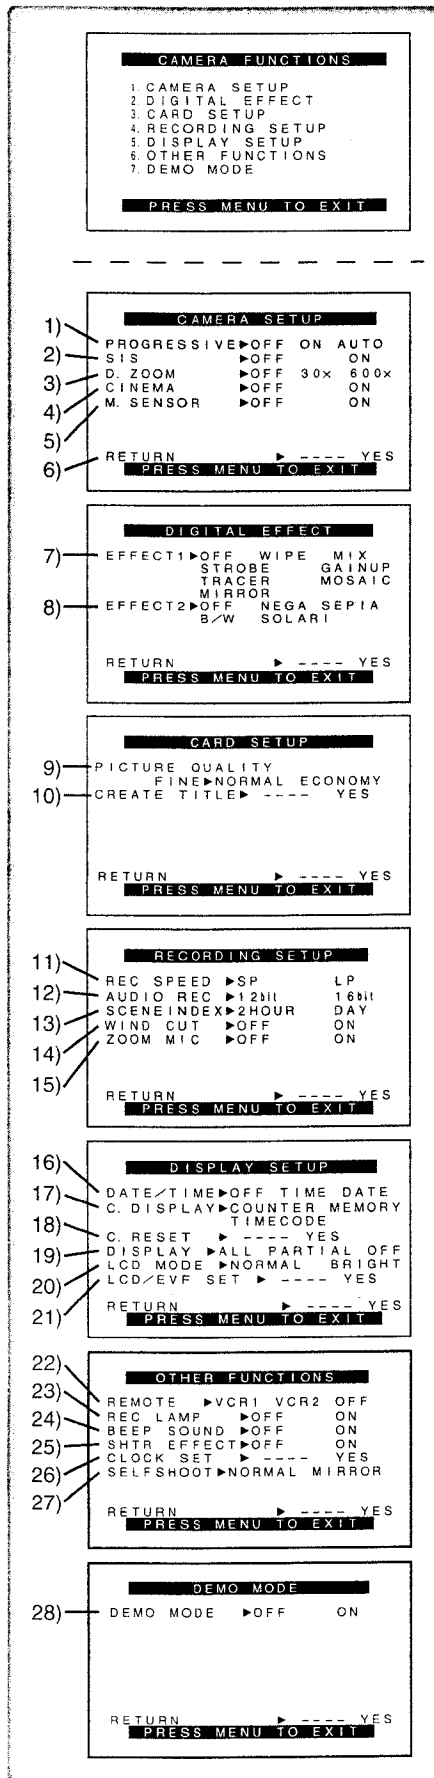 CAMERA FUNCTIONS
1. CAMERA SETUP
2. DIGITAL EFFECT
3. CARD SETUP
4. RECORDING SETUP
5. DISPLAY SETUP
6. OTHER FUNCTIONS
7. DEMO MODE
PRESS MENU TO EXIT
CAMERA SETUP
1) PROGRESSIVE ▶OFF ON AUTO
2) SIS ▶OFF ON
3) D. ZOOM ▶OFF 30× 600×
4) CINEMA ▶OFF ON
5) M. SENSOR ▶OFF ON
6) RETURN ▶ ---- YES
PRESS MENU TO EXIT
DIGITAL EFFECT
7) EFFECT1 ▶OFF WIPE MIX
STROBE GAINUP
TRACER MOSAIC
MIRROR
8) EFFECT2 ▶OFF NEGA SEPIA
B/W SOLARI
RETURN ▶ ---- YES
PRESS MENU TO EXIT
CARD SETUP
9) PICTURE QUALITY
FINE ▶NORMAL ECONOMY
10) CREATE TITLE ▶ ---- YES
RETURN ▶ ---- YES
PRESS MENU TO EXIT
RECORDING SETUP
11) REC SPEED ▶SP LP
12) AUDIO REC ▶12bit 16bit
13) SCENEINDEX ▶2HOUR DAY
14) WIND CUT ▶OFF ON
15) ZOOM MIC ▶OFF ON
RETURN ▶ ---- YES
PRESS MENU TO EXIT
DISPLAY SETUP
16) DATE/TIME ▶OFF TIME DATE
17) C. DISPLAY ▶COUNTER MEMORY
TIMECODE
18) C. RESET ▶ ---- YES
19) DISPLAY ▶ALL PARTIAL OFF
20) LCD MODE ▶NORMAL BRIGHT
21) LCD/EVF SET ▶ ---- YES
RETURN ▶ ---- YES
PRESS MENU TO EXIT
OTHER FUNCTIONS
22) REMOTE ▶VCR1 VCR2 OFF
23) REC LAMP ▶OFF ON
24) BEEP SOUND ▶OFF ON
25) SHTR EFFECT ▶OFF ON
26) CLOCK SET ▶ ---- YES
27) SELFSHOOT ▶NORMAL MIRROR
RETURN ▶ ---- YES
PRESS MENU TO EXIT
DEMO MODE
28) DEMO MODE ▶OFF ON
RETURN ▶ ---- YES
PRESS MENU TO EXIT